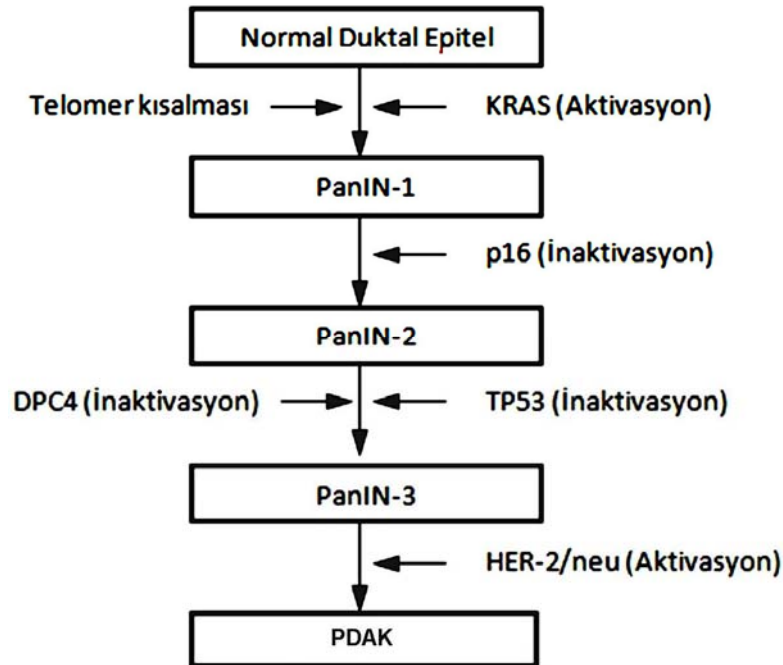 Normal Duktal Epitel
Telomer kısalması
KRAS (Aktivasyon)
PanIN-1
p16 (İnaktivasyon)
PanIN-2
DPC4 (İnaktivasyon)
TP53 (İnaktivasyon)
PanIN-3
HER-2/neu (Aktivasyon)
PDAK